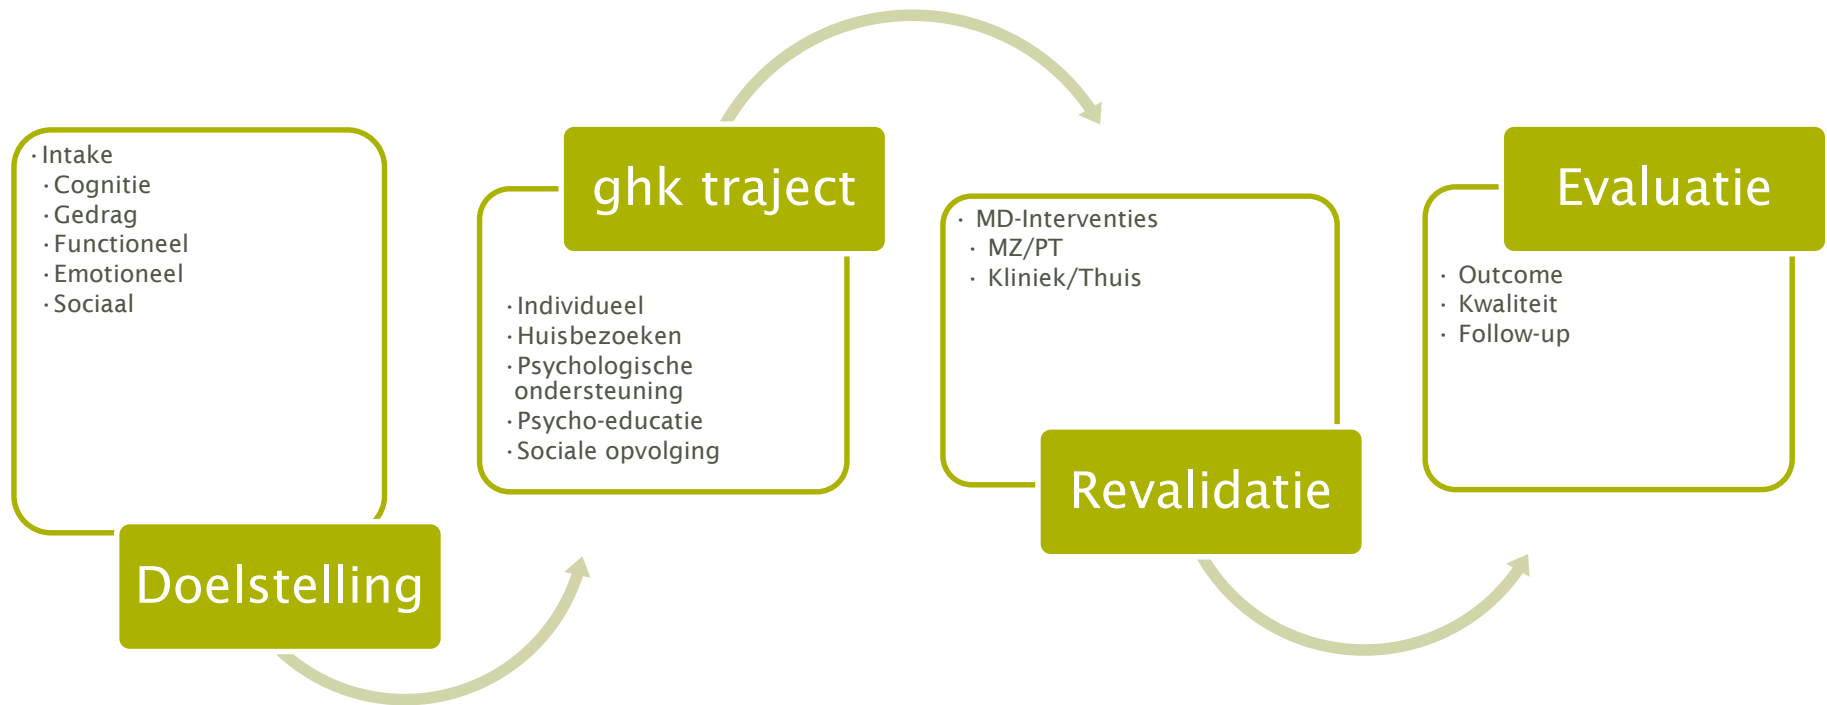 · Intake
· Cognitie
· Gedrag
· Functioneel
· Emotioneel
· Sociaal
Doelstelling
ghk traject
· Individueel
· Huisbezoeken
· Psychologische
ondersteuning
· Psycho-educatie
· Sociale opvolging
· MD-Interventies
· MZ/PT
· Kliniek/Thuis
Revalidatie
Evaluatie
· Outcome
· Kwaliteit
· Follow-up